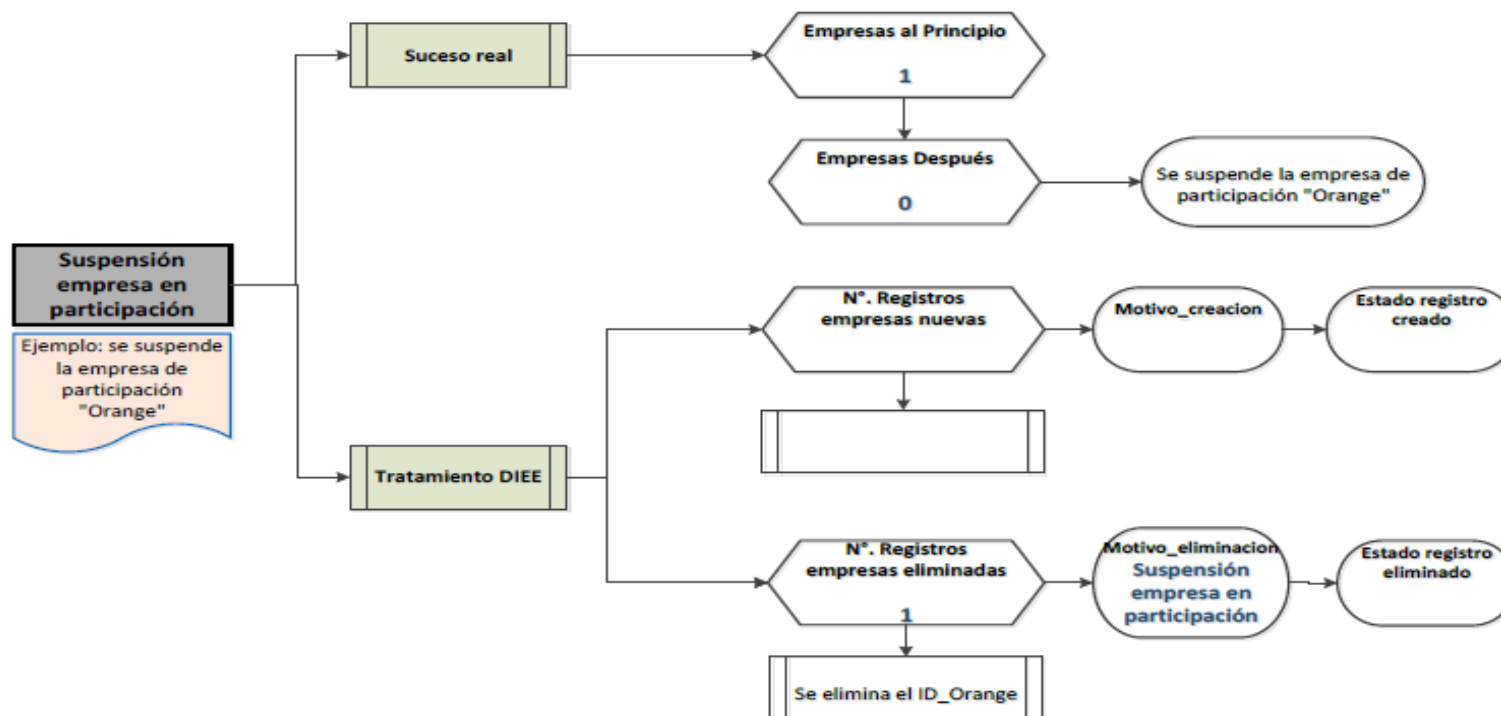 Suspensión
empresa en
participación
Ejemplo: se suspende
la empresa de
participación
"Orange"
Suceso real
Empresas al Principio
1
Empresas Después
0
Se suspende la empresa de
participación "Orange"
Tratamiento DIEE
N°. Registros
empresas nuevas
Motivo_creacion
Estado registro
creado
N°. Registros
empresas eliminadas
1
Motivo_eliminacion
Suspensión
empresa en
participación
Estado registro
eliminado
Se elimina el ID_Orange